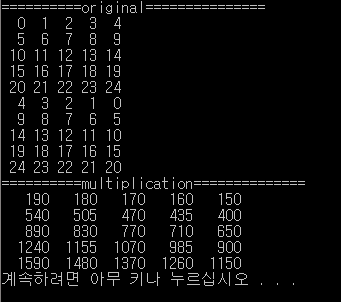 ==========original===============
0 1 2 3 4
5 6 7 8 9
10 11 12 13 14
15 16 17 18 19
20 21 22 23 24
4 3 2 1 0
9 8 7 6 5
14 13 12 11 10
19 18 17 16 15
24 23 22 21 20
==========multiplication==============
190 180 170 160 150
540 505 470 435 400
890 830 770 710 650
1240 1155 1070 985 900
1590 1480 1370 1260 1150
계속하려면 아무 키나 누르십시오 . . .